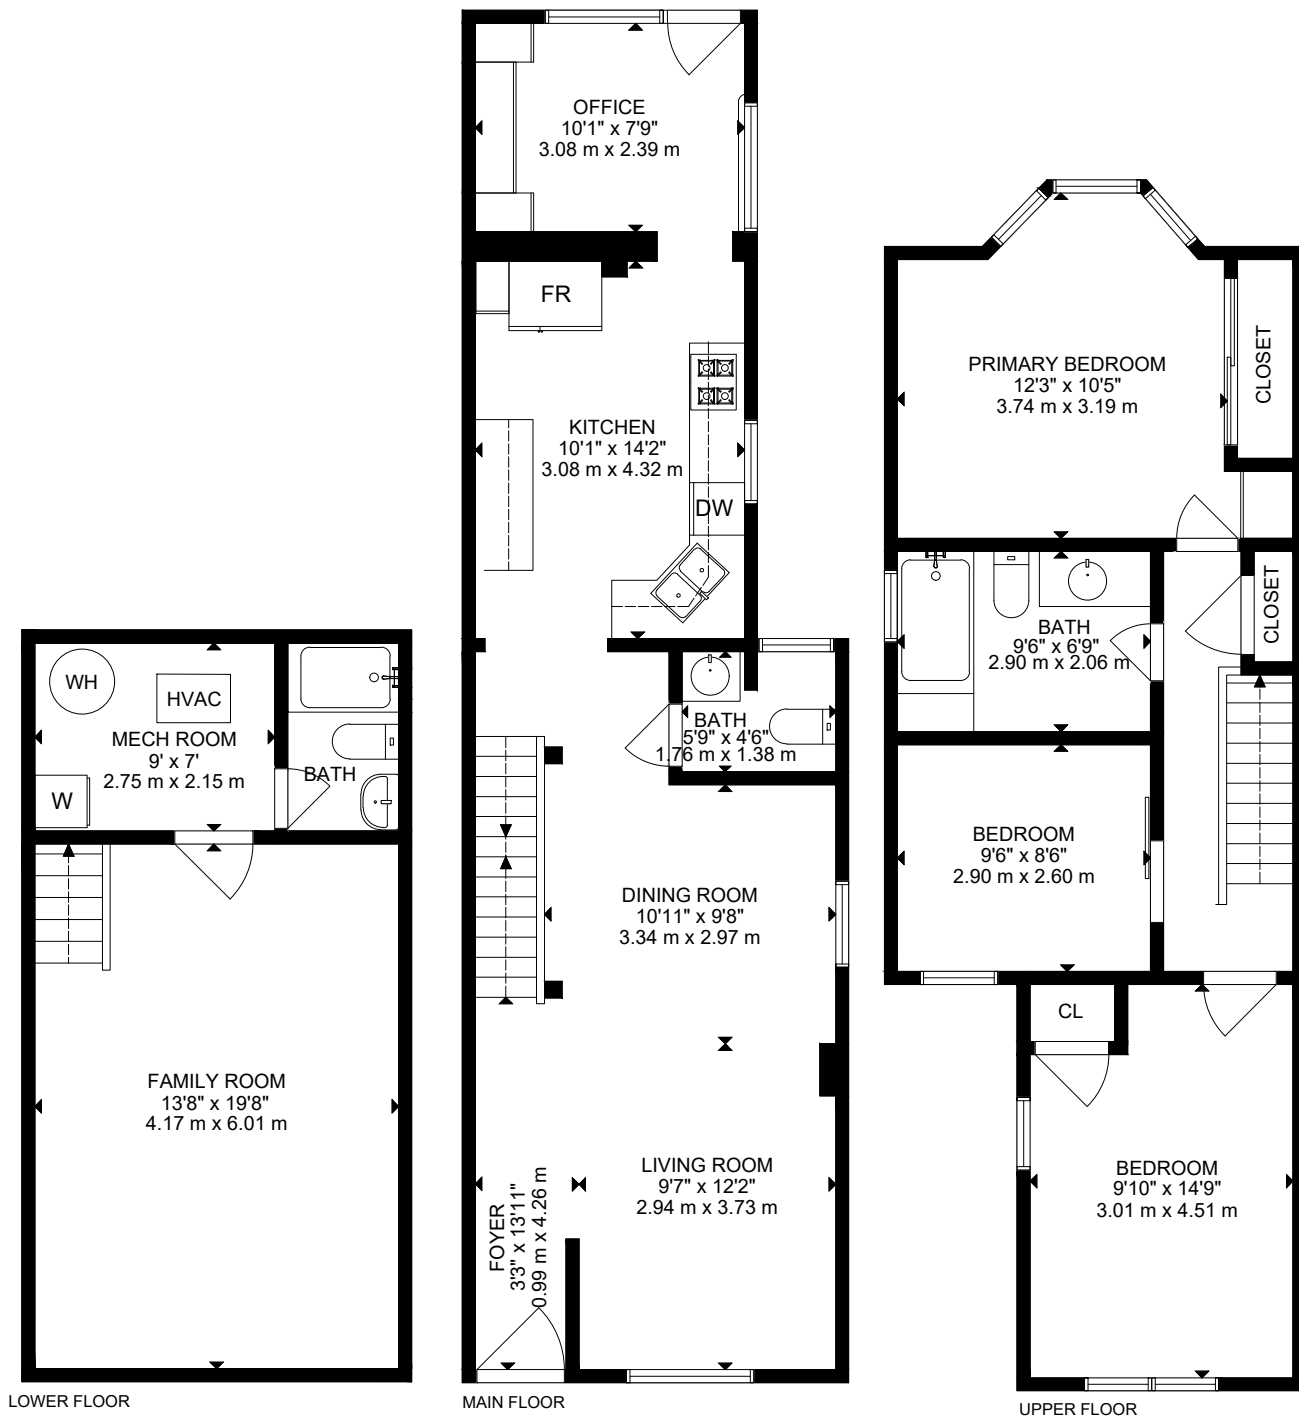 WH
HVAC
MECH ROOM
9' x 7'
2.75 m x 2.15 m
W
BATH
FAMILY ROOM
13'8" x 19'8"
4.17 m x 6.01 m
LOWER FLOOR
OFFICE
10'1" x 7'9"
3.08 m x 2.39 m
FR
KITCHEN
10'1" x 14'2"
3.08 m x 4.32 m
DW
BATH
5'9" x 4'6"
1.76 m x 1.38 m
DINING ROOM
10'11" x 9'8"
3.34 m x 2.97 m
LIVING ROOM
9'7" x 12'2"
2.94 m x 3.73 m
FOYER
3'3" x 13'11"
0.99 m x 4.26 m
MAIN FLOOR
PRIMARY BEDROOM
12'3" x 10'5"
3.74 m x 3.19 m
CLOSET
CLOSET
BATH
9'6" x 6'9"
2.90 m x 2.06 m
BEDROOM
9'6" x 8'6"
2.90 m x 2.60 m
CL
BEDROOM
9'10" x 14'9"
3.01 m x 4.51 m
UPPER FLOOR